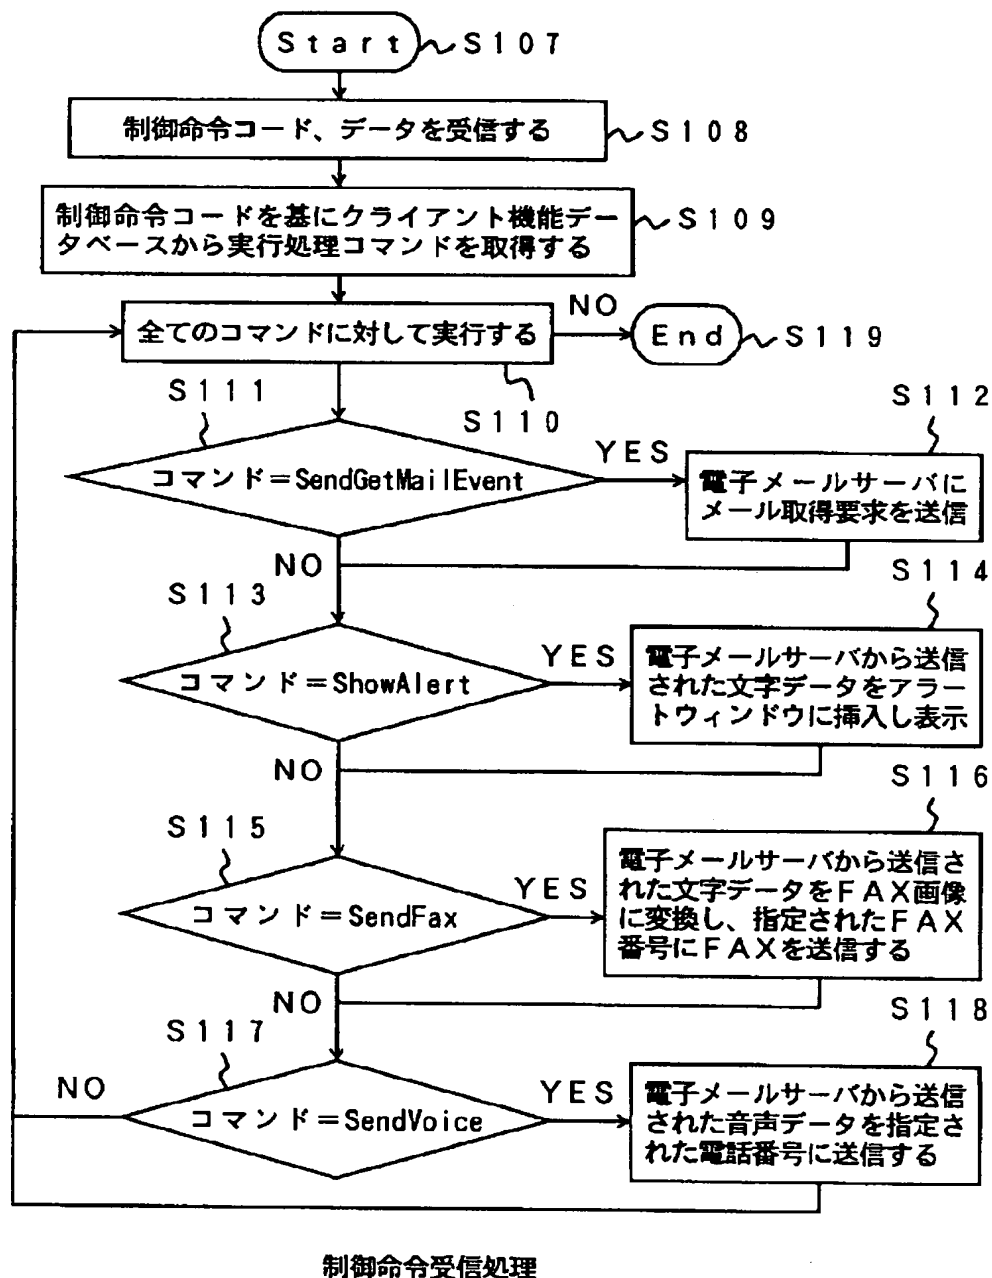 Start
S107
制御命令コード、データを受信する
S108
制御命令コードを基にクライアント機能デー
タベースから実行処理コマンドを取得する
S109
全てのコマンドに対して実行する
S110
NO
End
S119
S111
コマンド＝SendGetMailEvent
YES
S112
電子メールサーバに
メール取得要求を送信
NO
S113
コマンド＝ShowAlert
YES
S114
電子メールサーバから送信
された文字データをアラー
トウィンドウに挿入し表示
NO
S115
コマンド＝SendFax
YES
S116
電子メールサーバから送信さ
れた文字データをＦＡＸ画像
に変換し、指定されたＦＡＸ
番号にＦＡＸを送信する
NO
S117
コマンド＝SendVoice
NO
YES
S118
電子メールサーバから送信
された音声データを指定さ
れた電話番号に送信する
制御命令受信処理